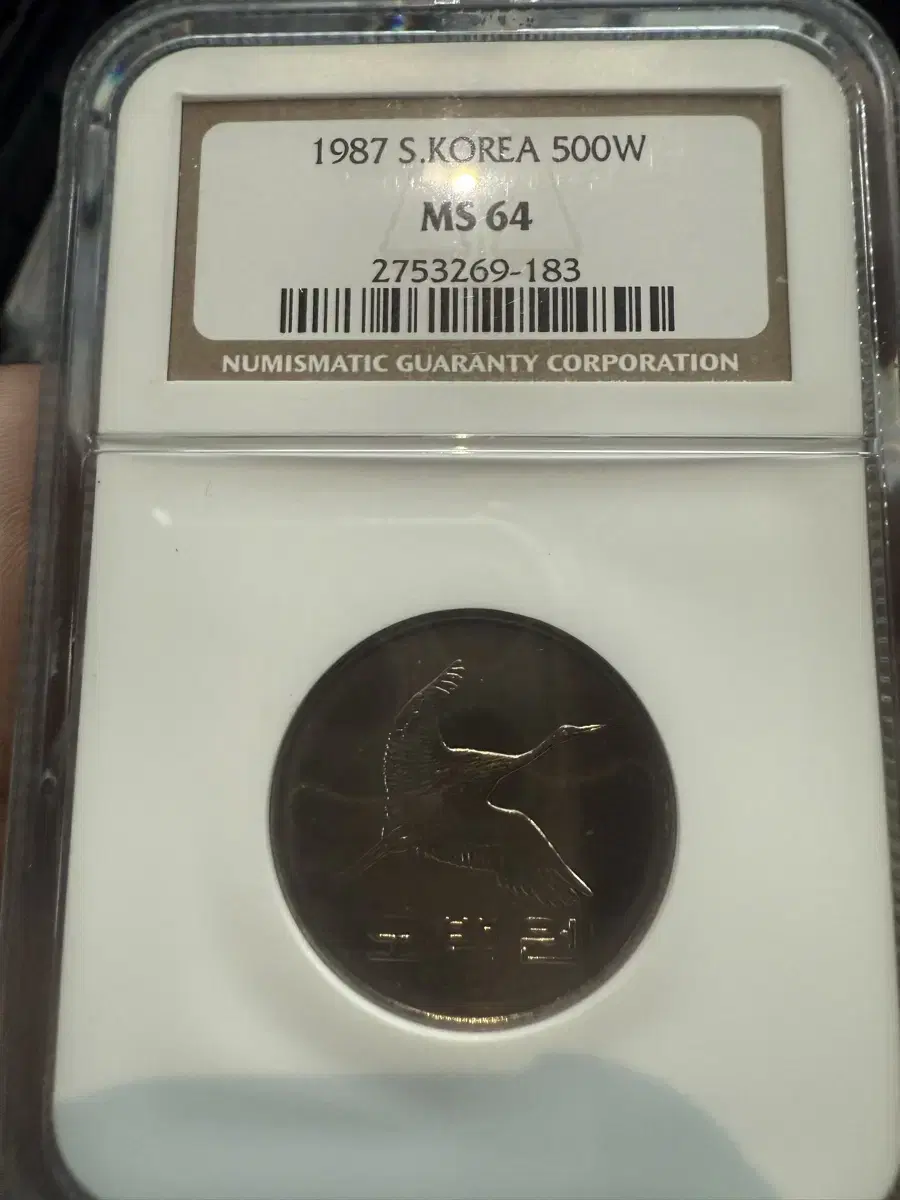 1987 S.KOREA 500W
MS 64
2753269-183
NUMISMATIC GUARANTY CORPORATION
오백원